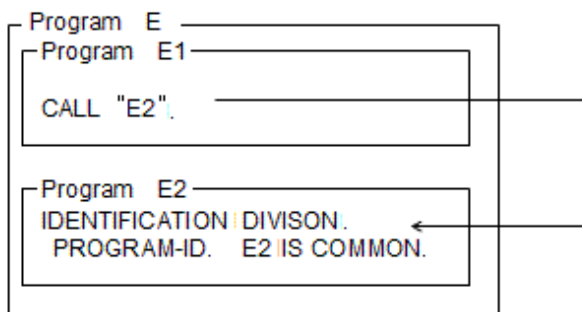 Program E
Program E1
CALL "E2".
Program E2
IDENTIFICATION DIVISON.
PROGRAM-ID. E2 IS COMMON.